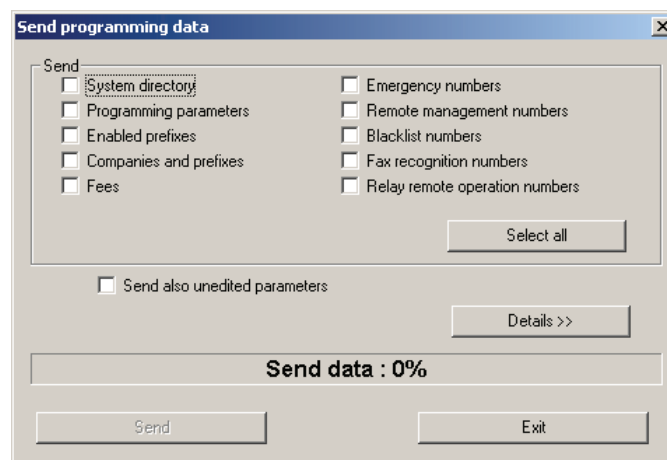 Send programming data
Send
System directory
Programming parameters
Enabled prefixes
Companies and prefixes
Fees
Emergency numbers
Remote management numbers
Blacklist numbers
Fax recognition numbers
Relay remote operation numbers
Select all
Send also unedited parameters
Details >>
Send data : 0%
Send
Exit